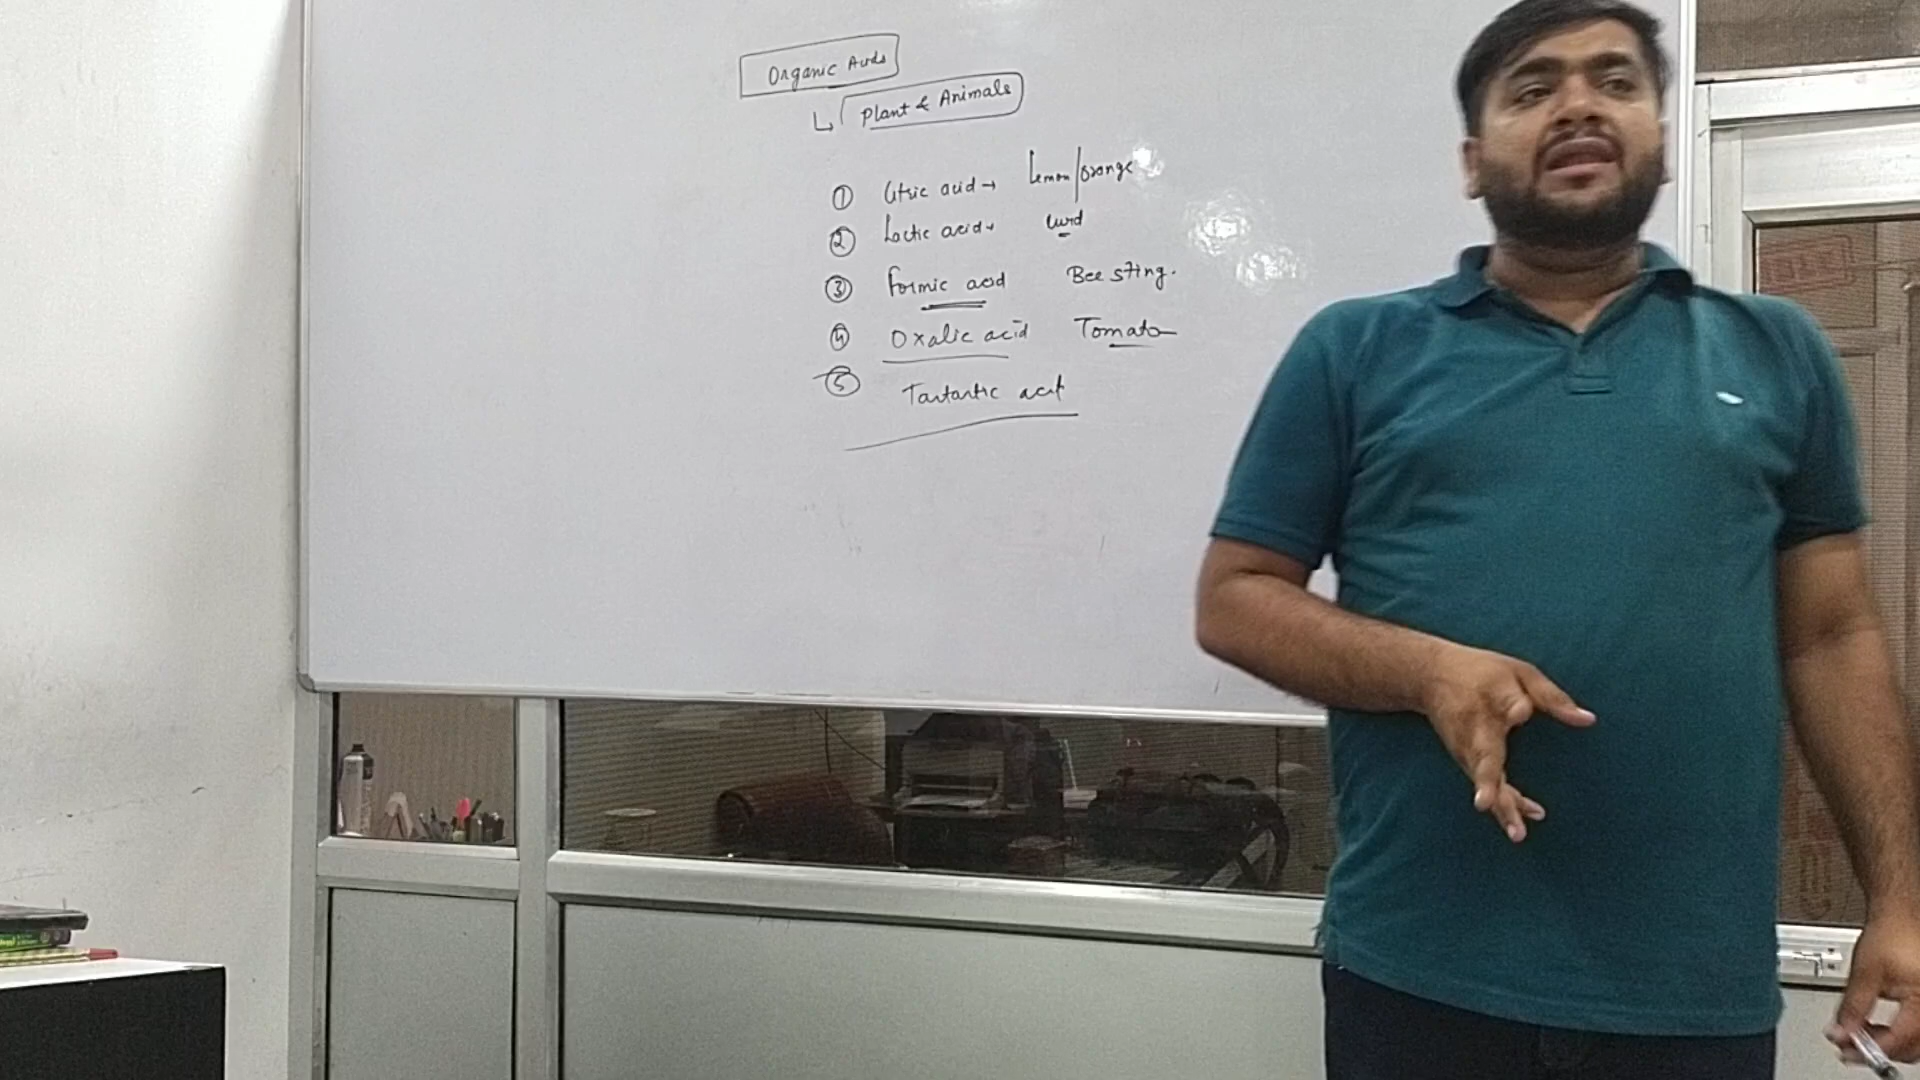 Organic Acids
↳ Plant & Animals
① Citric acid → Lemon/orange
② Lactic acid → Curd
③ Formic acid Bee sting.
④ Oxalic acid Tomato
⑤ Tartartic acid